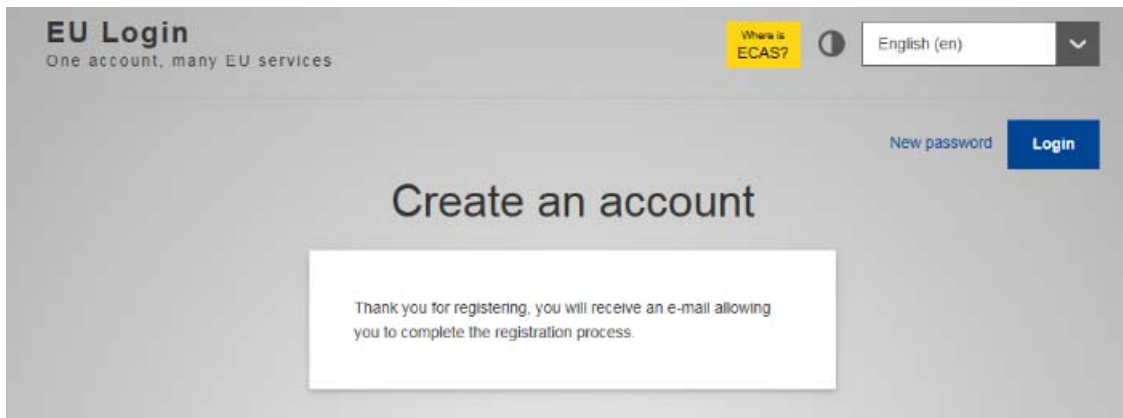 EU Login
One account, many EU services
Where is
ECAS?
English (en)
New password
Login
Create an account
Thank you for registering, you will receive an e-mail allowing
you to complete the registration process.